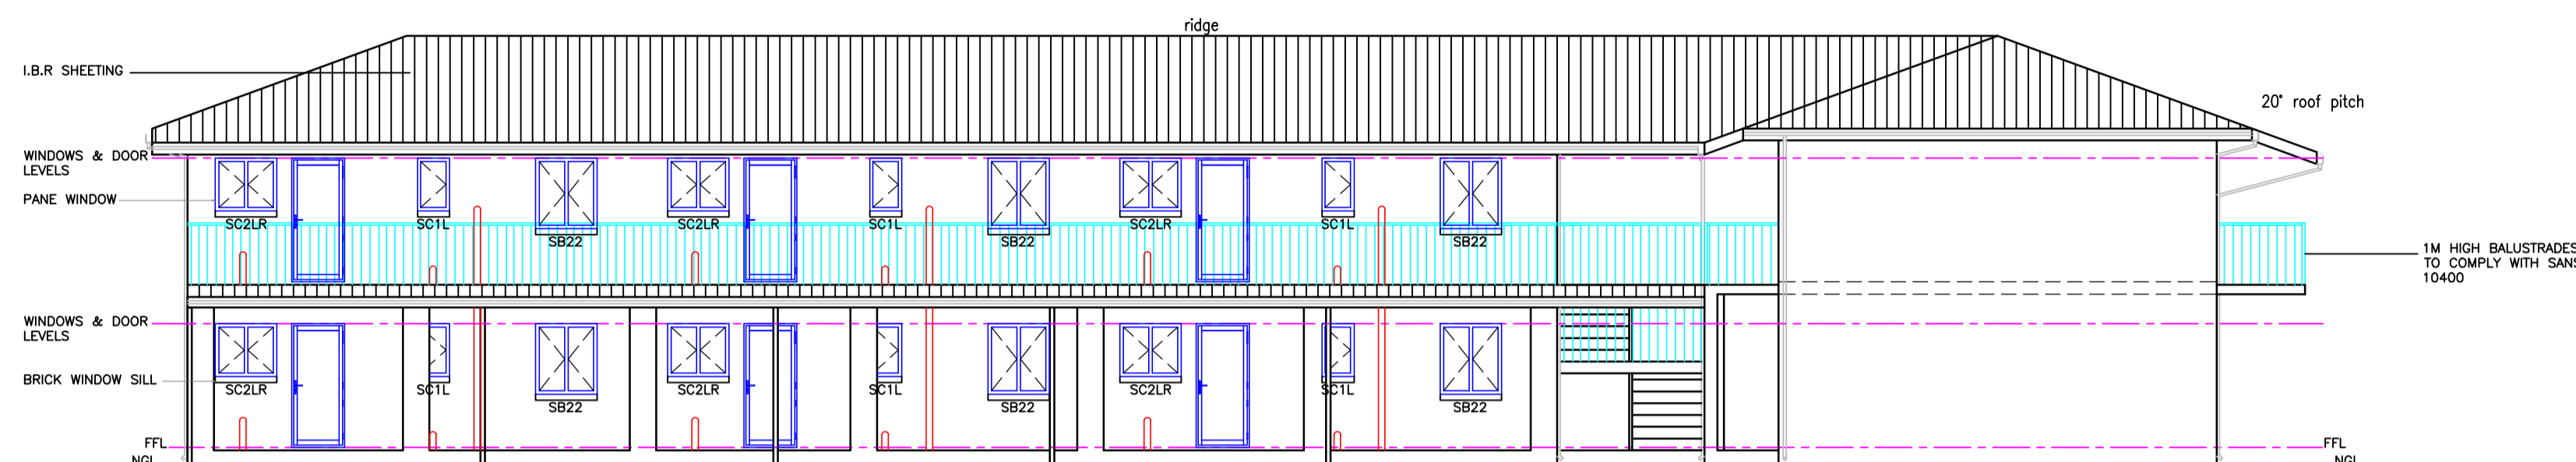 ridge
I.B.R SHEETING
20° roof pitch
WINDOWS & DOOR
LEVELS
PANE WINDOW
SC2LR SC1L SB22 SC2LR SC1L SB22 SC2LR SC1L SB22
1M HIGH BALUSTRADES
TO COMPLY WITH SANS
10400
WINDOWS & DOOR
LEVELS
BRICK WINDOW SILL
SC2LR SC1L SB22 SC2LR SC1L SB22 SC2LR SC1L SB22
FFL FFL
NGL NGL